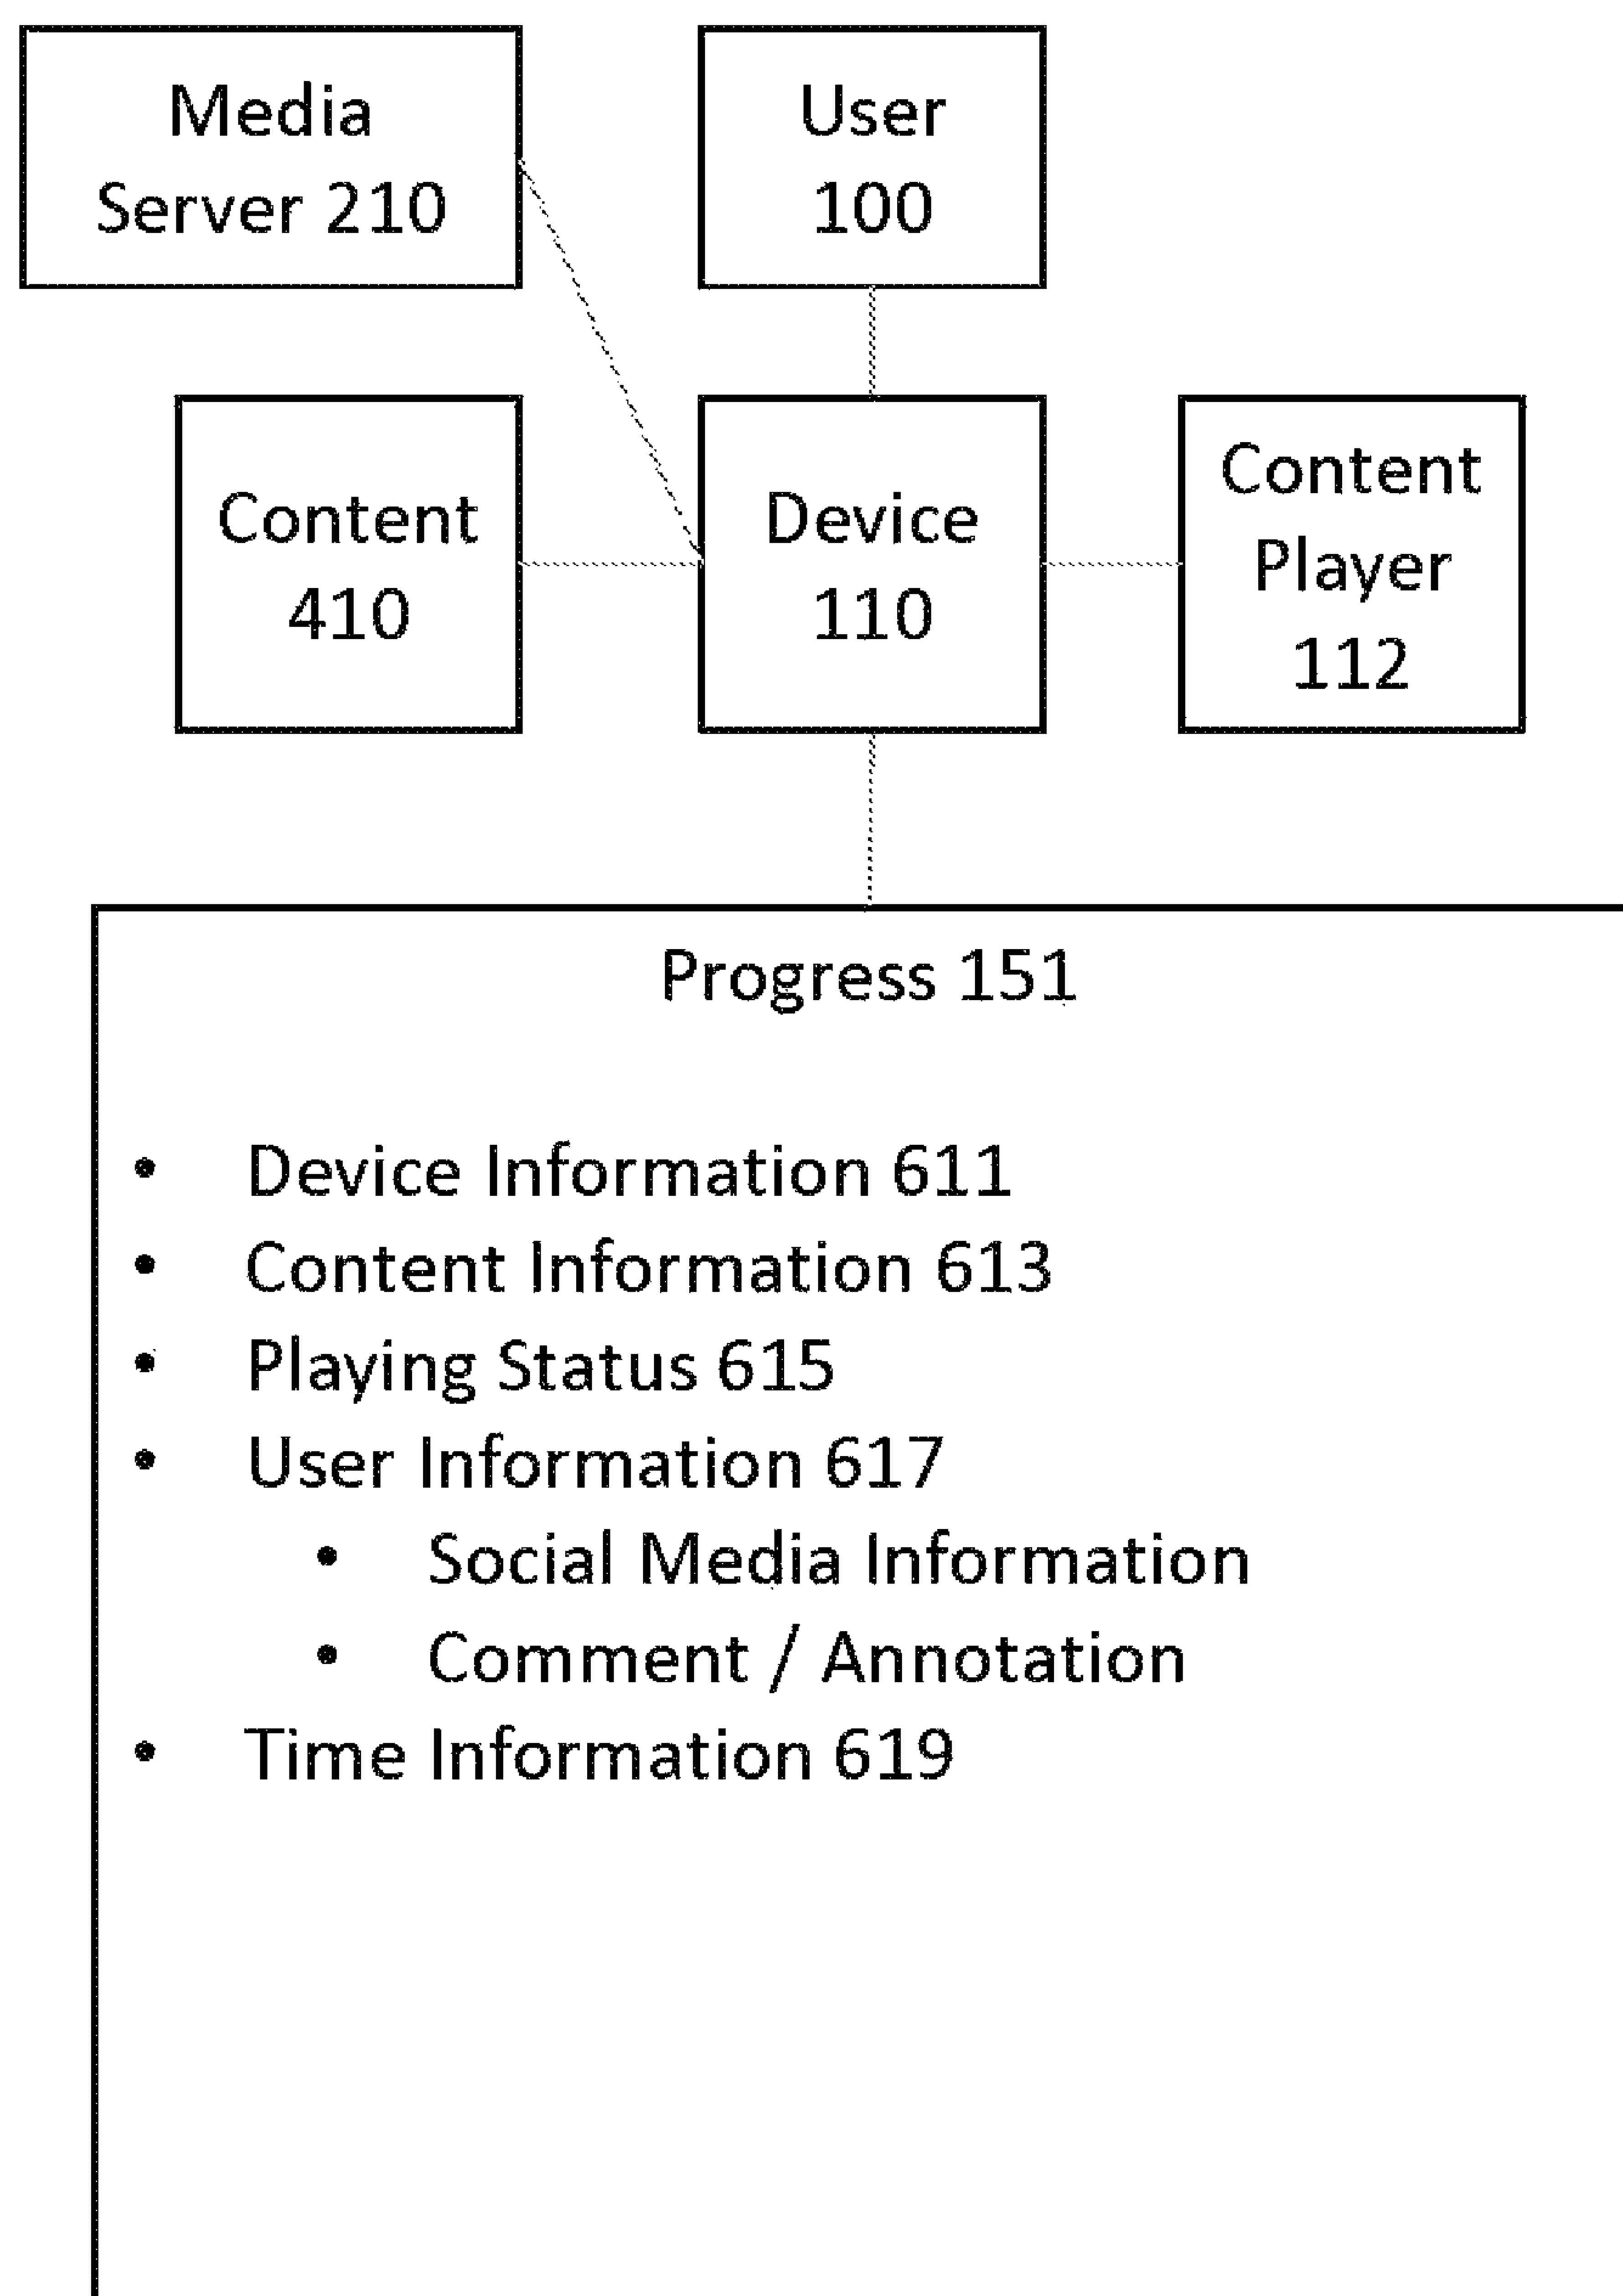 Media
Server 210
User
100
Content
410
Device
110
Content
Player
112
Progress 151
• Device Information 611
• Content Information 613
• Playing Status 615
• User Information 617
• Social Media Information
• Comment / Annotation
• Time Information 619